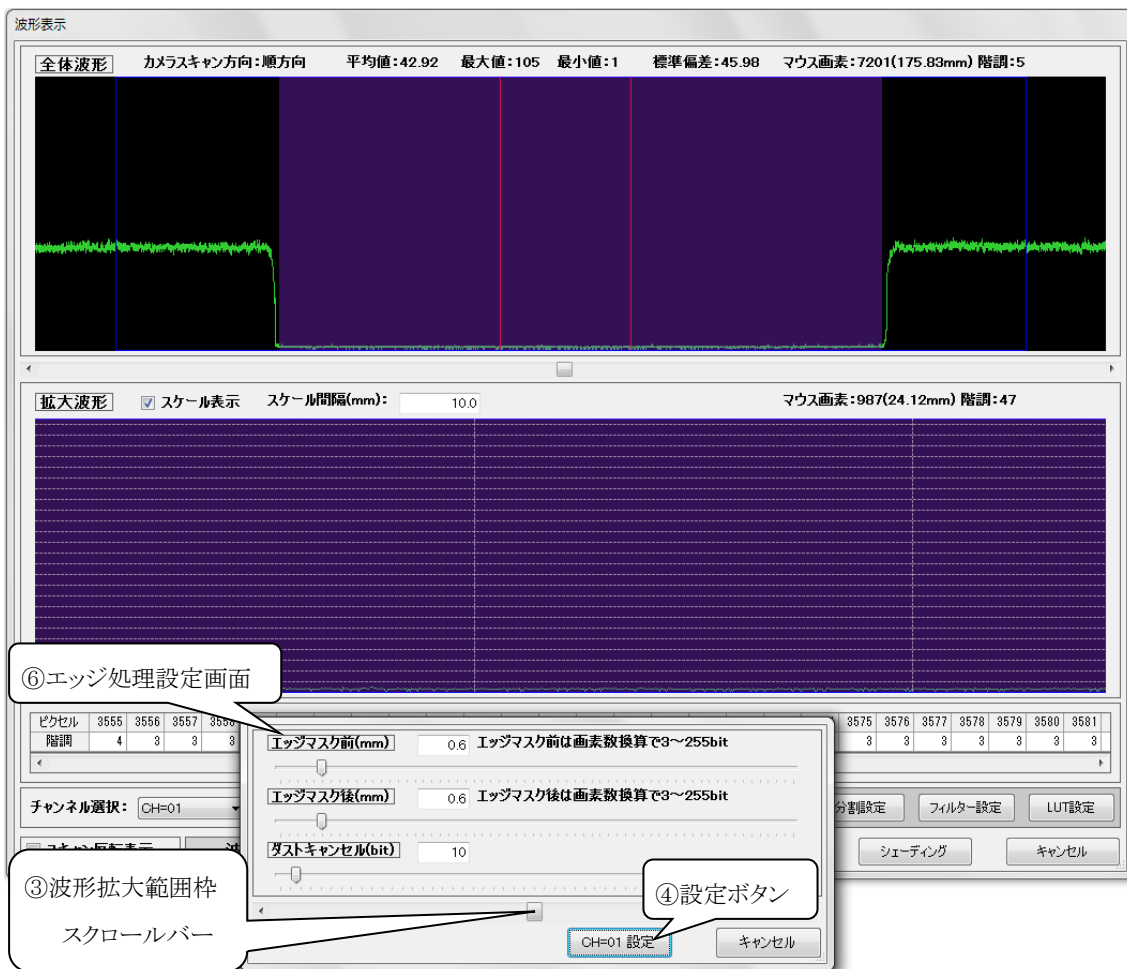 波形表示
全体波形 カメラスキャン方向:順方向 平均値:42.92 最大値:105 最小値:1 標準偏差:45.98 マウス画素:7201(175.83mm) 階調:5
拡大波形 スケール表示 スケール間隔(mm): 10.0 マウス画素:987(24.12mm) 階調:47
⑥エッジ処理設定画面
ピクセル 3555 3556 3557 3558 3575 3576 3577 3578 3579 3580 3581
階調 4 3 3 3 3 3 3 3 3 3 3
エッジマスク前(mm) 0.6 エッジマスク前は画素数換算で3~255bit
エッジマスク後(mm) 0.6 エッジマスク後は画素数換算で3~255bit
チャンネル選択: CH=01 分割設定 フィルター設定 LUT設定
ダストキャンセル(bit) 10
スキャン反転表示 シェーディング キャンセル
③波形拡大範囲枠
スクロールバー
④設定ボタン
CH=01 設定 キャンセル